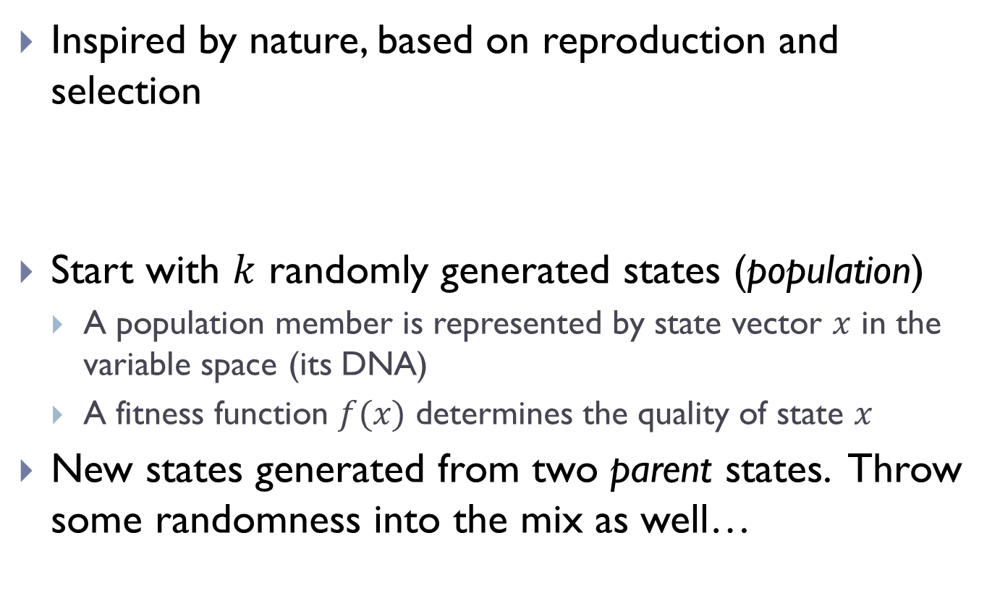 Inspired by nature, based on reproduction and
selection
Start with k randomly generated states (population)
A population member is represented by state vector x in the
variable space (its DNA)
A fitness function f(x) determines the quality of state x
New states generated from two parent states. Throw
some randomness into the mix as well…